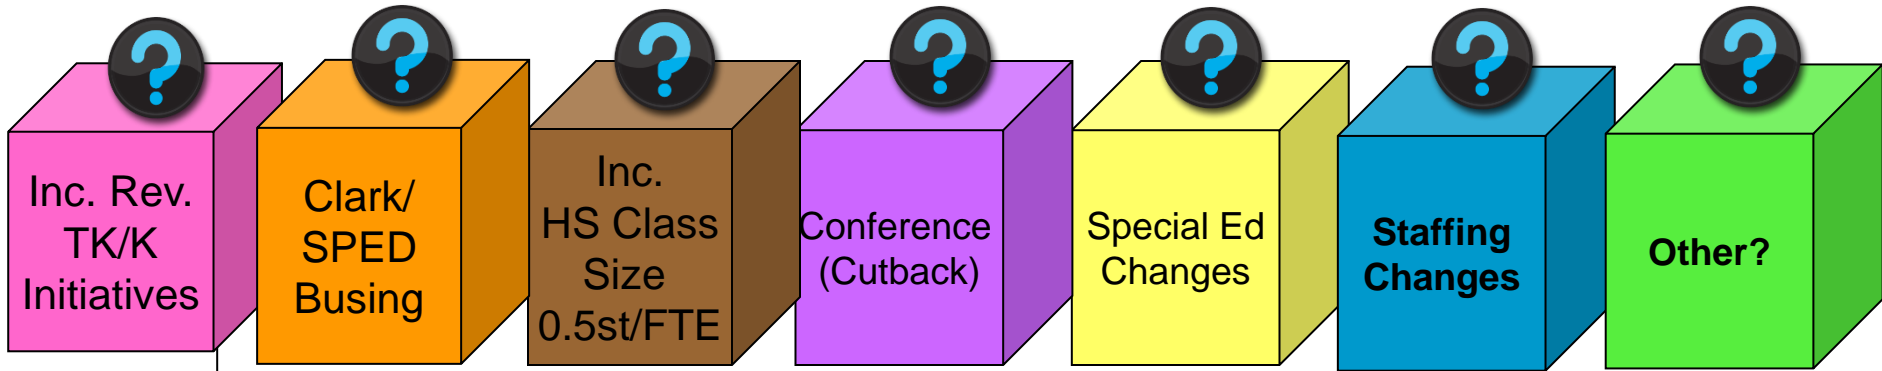 Inc. Rev.
TK/K
Initiatives
Clark/
SPED
Busing
Inc.
HS Class
Size
0.5st/FTE
Conference
(Cutback)
Special Ed
Changes
Staffing
Changes
Other?